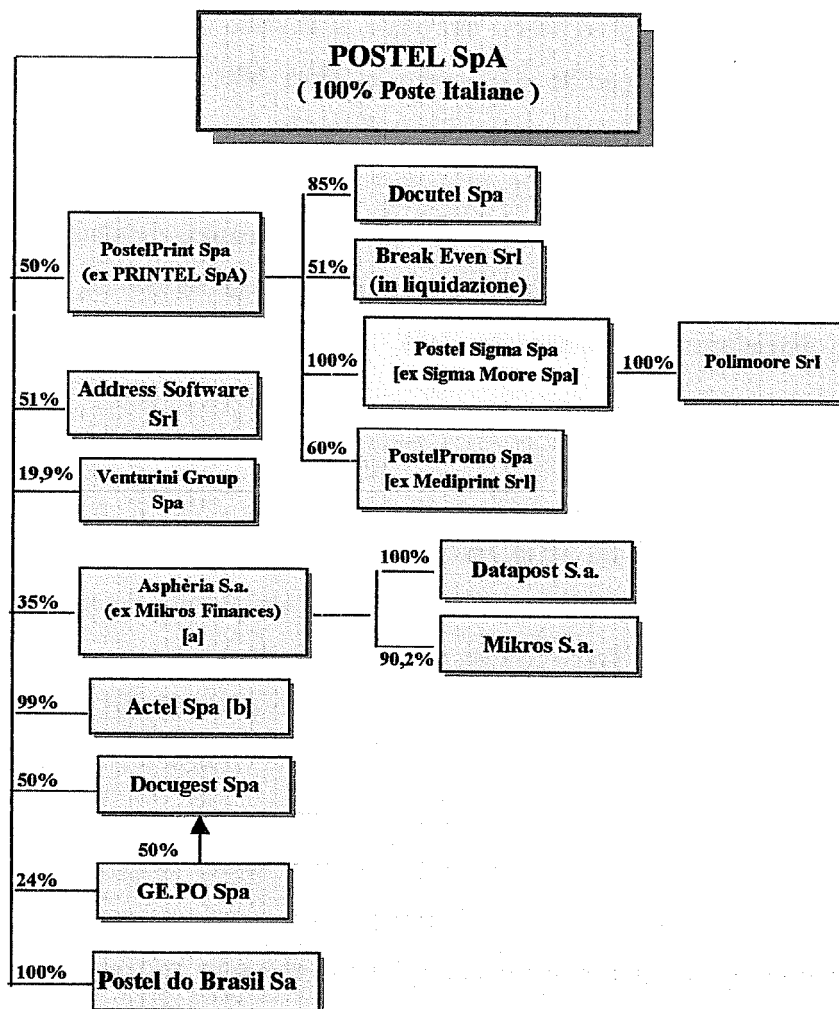 POSTEL SpA
( 100% Poste Italiane )
85%
Docutel Spa
50%
PostelPrint Spa
(ex PRINTEL SpA)
51%
Break Even Srl
(in liquidazione)
100%
Postel Sigma Spa
[ex Sigma Moore Spa]
100%
Polimoore Srl
51%
Address Software
Srl
60%
PostelPromo Spa
[ex Mediprint Srl]
19,9%
Venturini Group
Spa
35%
Asphèria S.a.
(ex Mikros Finances)
[a]
100%
Datapost S.a.
90,2%
Mikros S.a.
99%
Actel Spa [b]
50%
Docugest Spa
50%
24%
GE.PO Spa
100%
Postel do Brasil Sa